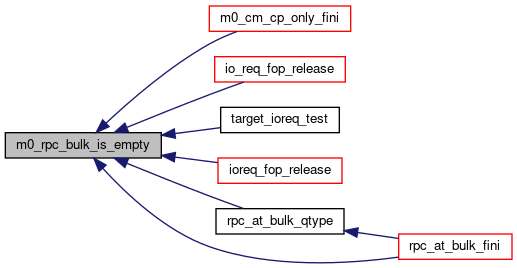 m0_cm_cp_only_fini
io_req_fop_release
target_ioreq_test
m0_rpc_bulk_is_empty
ioreq_fop_release
rpc_at_bulk_qtype
rpc_at_bulk_fini